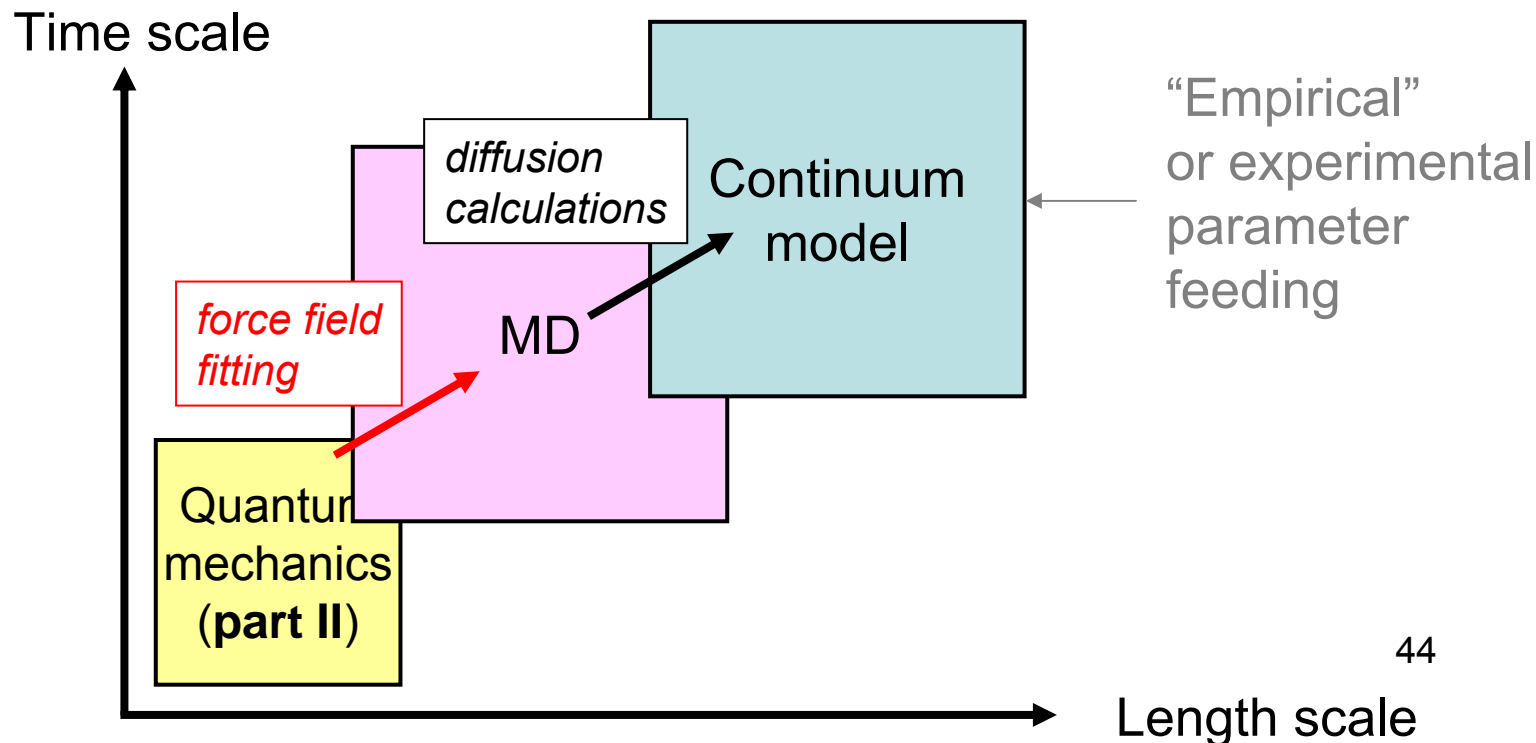 Time scale
“Empirical”
or experimental
parameter
feeding
diffusion
calculations
Continuum
model
force field
fitting
MD
Quantum
mechanics
(part II)
44
Length scale